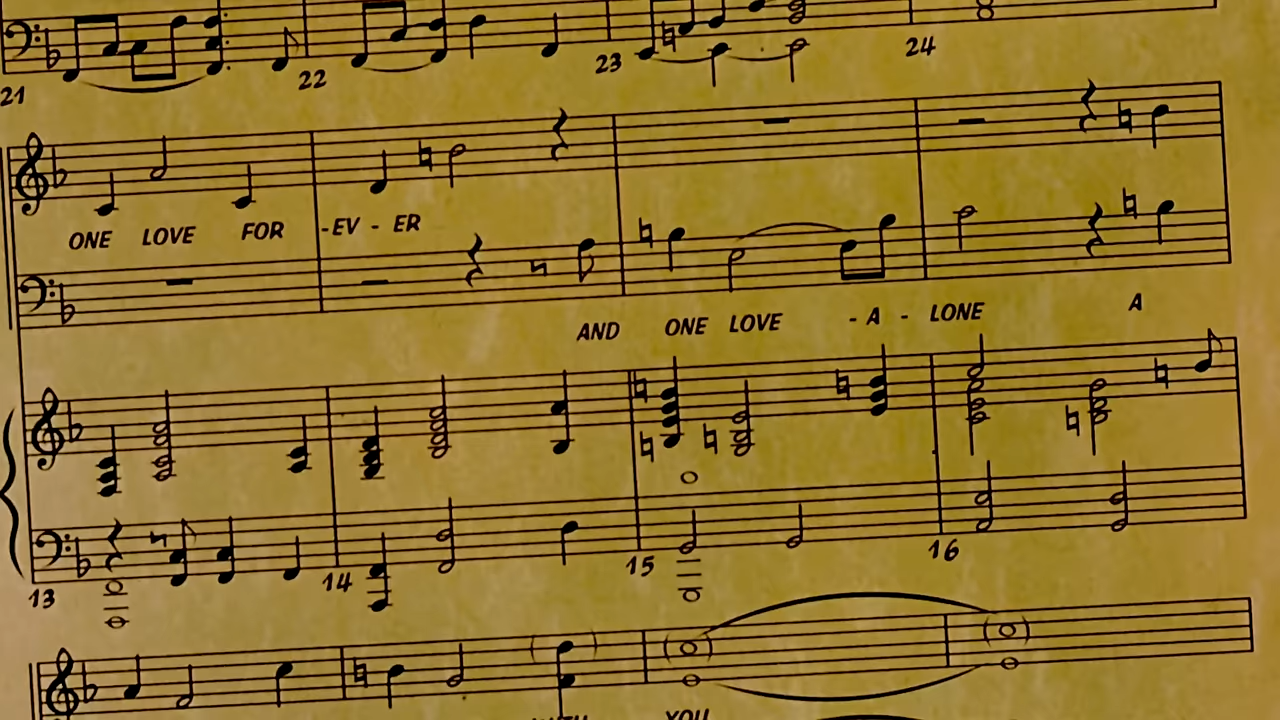 21 22 23 24
ONE LOVE FOR -EV - ER
AND ONE LOVE - A - LONE A
13 14 15 16
YOU